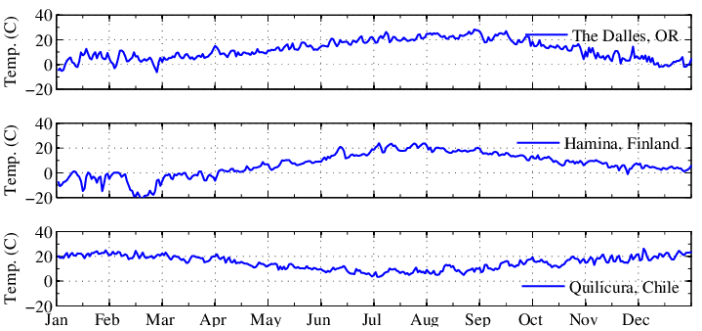 40
20
0
−20
Temp. (C)
The Dalles, OR
40
20
0
−20
Temp. (C)
Hamina, Finland
40
20
0
−20
Temp. (C)
Quilicura, Chile
Jan Feb Mar Apr May Jun Jul Aug Sep Oct Nov Dec